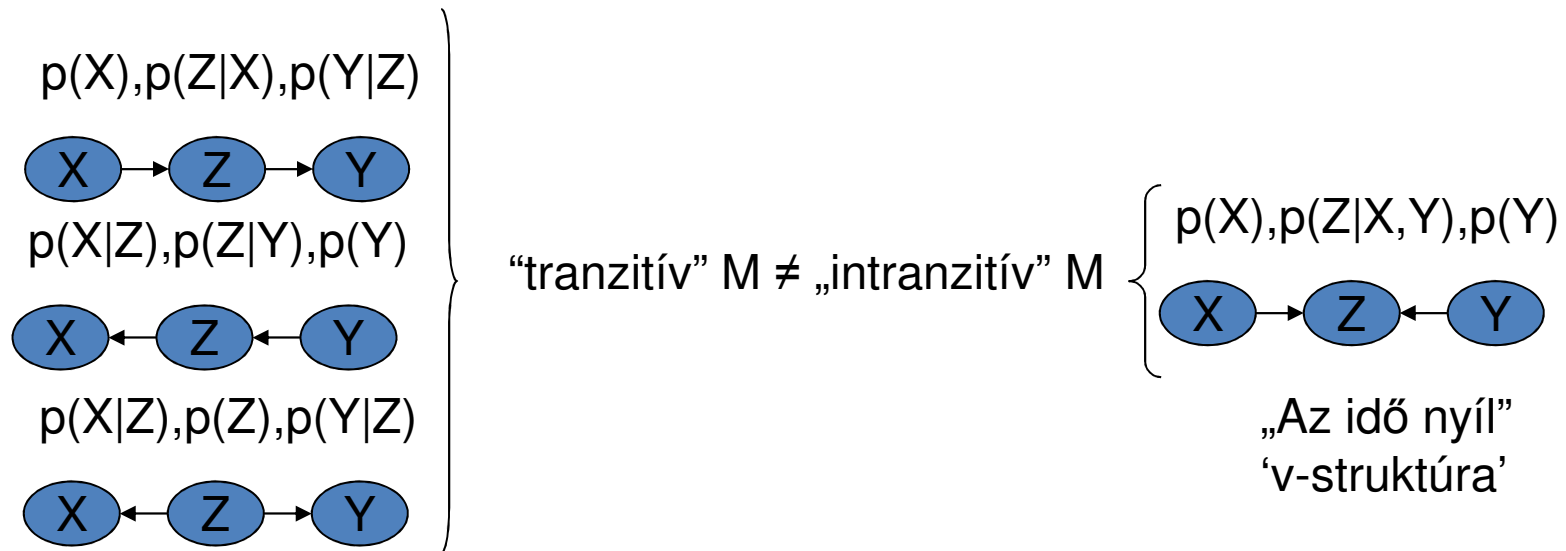 p(X),p(Z|X),p(Y|Z)
X Z Y
p(X|Z),p(Z|Y),p(Y)
X Z Y
p(X|Z),p(Z),p(Y|Z)
X Z Y
“tranzitív” M ≠ „intranzitív” M
p(X),p(Z|X,Y),p(Y)
X Z Y
„Az idő nyíl”
‘v-struktúra’